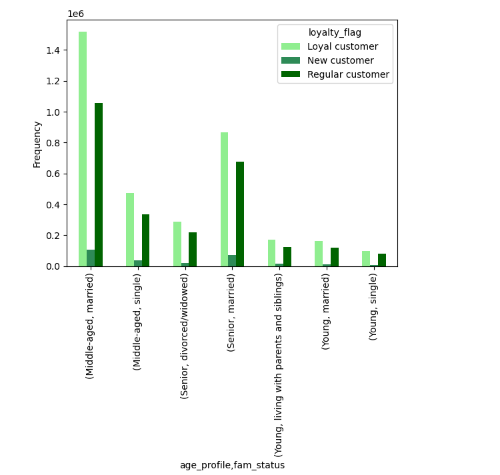 1e6
loyalty_flag
Loyal customer
New customer
Regular customer
1.4
1.2
1.0
0.8
0.6
0.4
0.2
0.0
Frequency
(Middle-aged, married)
(Middle-aged, single)
(Senior, divorced/widowed)
(Senior, married)
(Young, living with parents and siblings)
(Young, married)
(Young, single)
age_profile,fam_status